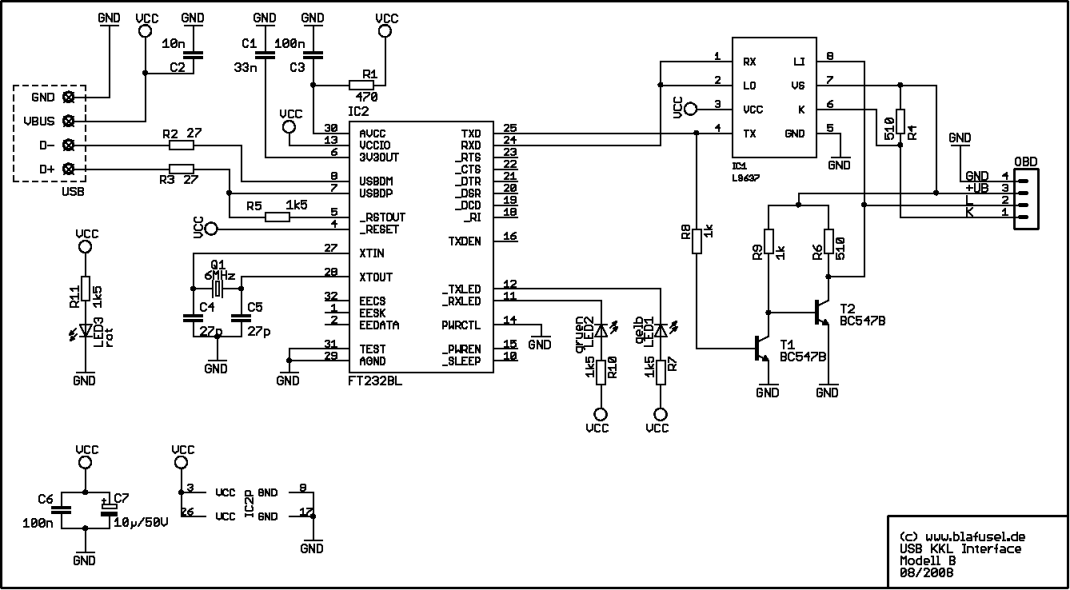 GND VCC GND GND GND VCC
10n C2
C1 33n
100n C3
R1 470
IC2
GND
VBUS
D-
D+
USB
R2 27
R3 27
R5 1k5
VCC
VCC
30 AVCC
13 VCCIO
6 3V3OUT
8 USBDM
7 USBDP
5 _RSTOUT
4 _RESET
27 XTIN
28 XTOUT
32 EECS
1 EESK
2 EEDATA
31 TEST
29 AGND
TXD 25
RXD 24
_RTS 23
_CTS 22
_DTR 21
_DSR 20
_DCD 19
_RI 18
TXDEN 16
_TXLED 12
_RXLED 11
PWRCTL 14
_PWREN 15
_SLEEP 10
FT232BL
Q1
6MHz
C4
27p
C5
27p
GND
GND
VCC
R11 1k5
LED3 rot
GND
GND
gruen LED2
1k5 R10
VCC
gelb LED1
1k5 R7
VCC
VCC
1 RX
2 LO
3 VCC
4 TX
LI 8
VS 7
K 6
GND 5
IC1
L9637
GND
510 R4
GND
OBD
GND 4
+UB 3
L 2
K 1
R8 1k
R9 1k
R6 510
T2
BC547B
T1
BC547B
GND
GND
VCC
C6
100n
C7
+
10µ/50V
GND
VCC
3 VCC GND 9
26 VCC GND 17
IC2p
GND
(c) www.blafusel.de
USB KKL Interface
Modell B
08/2008